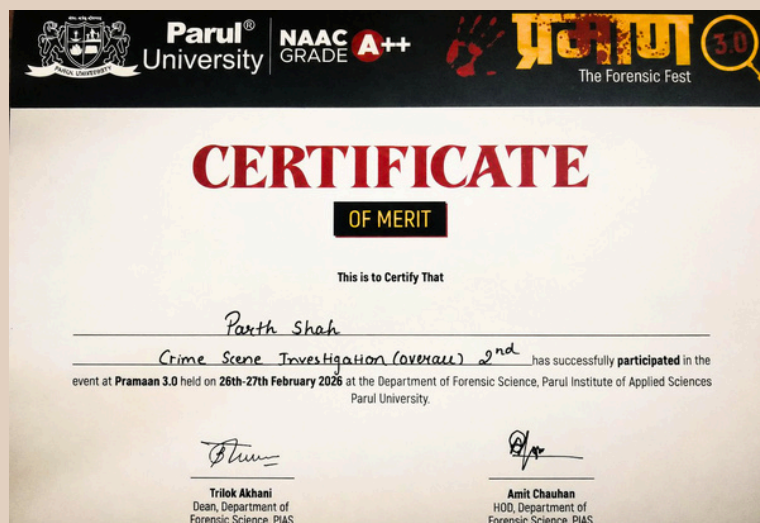 Parul®
University
NAAC
GRADE A++
प्रमाण 3.0
The Forensic Fest
PARUL UNIVERSITY
CERTIFICATE
OF MERIT
This is to Certify That
Parth Shah
Crime Scene Investigation (overall) 2nd has successfully participated in the
event at Pramaan 3.0 held on 26th-27th February 2026 at the Department of Forensic Science, Parul Institute of Applied Sciences
Parul University.
Trilok Akhani
Dean, Department of
Forensic Science, PIAS
Amit Chauhan
HOD, Department of
Forensic Science, PIAS